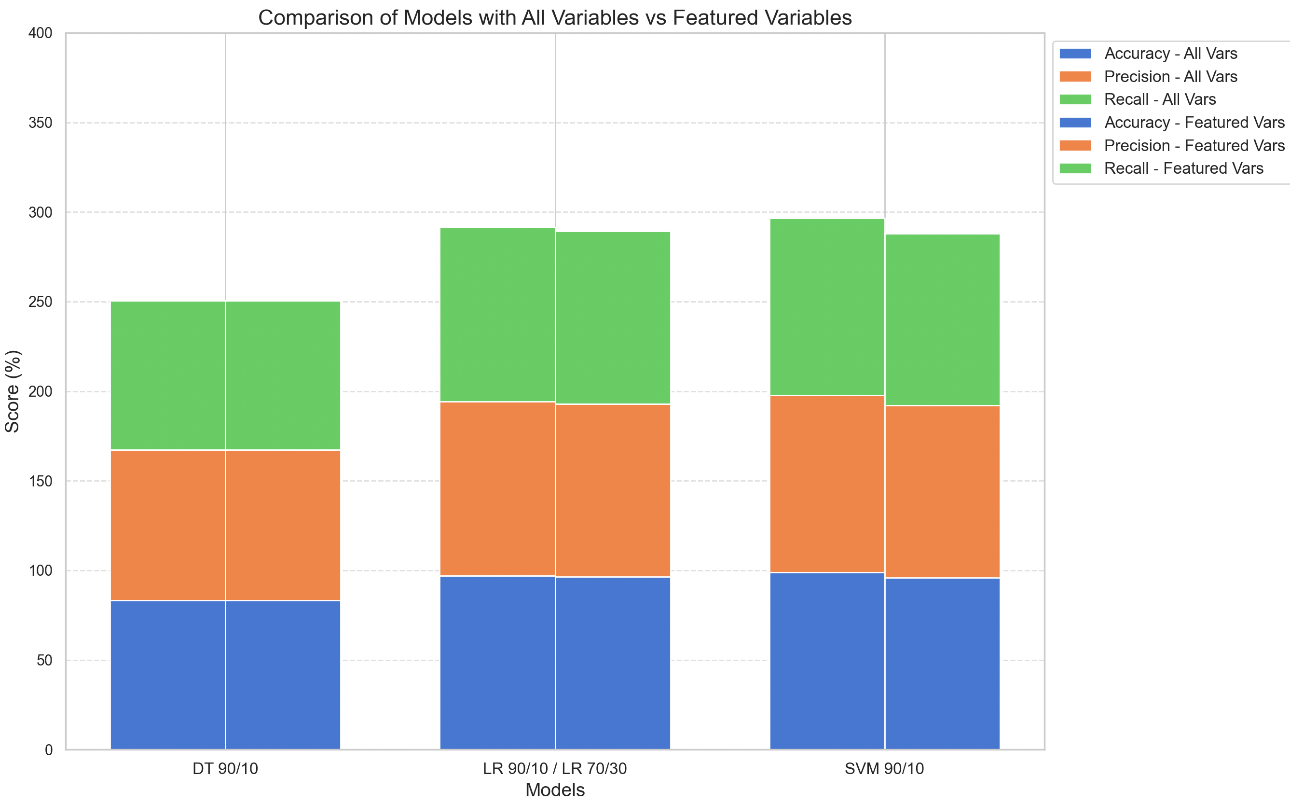 Comparison of Models with All Variables vs Featured Variables
400
350
300
250
200
150
100
50
0
Score (%)
DT 90/10
LR 90/10 / LR 70/30
SVM 90/10
Models
Accuracy - All Vars
Precision - All Vars
Recall - All Vars
Accuracy - Featured Vars
Precision - Featured Vars
Recall - Featured Vars